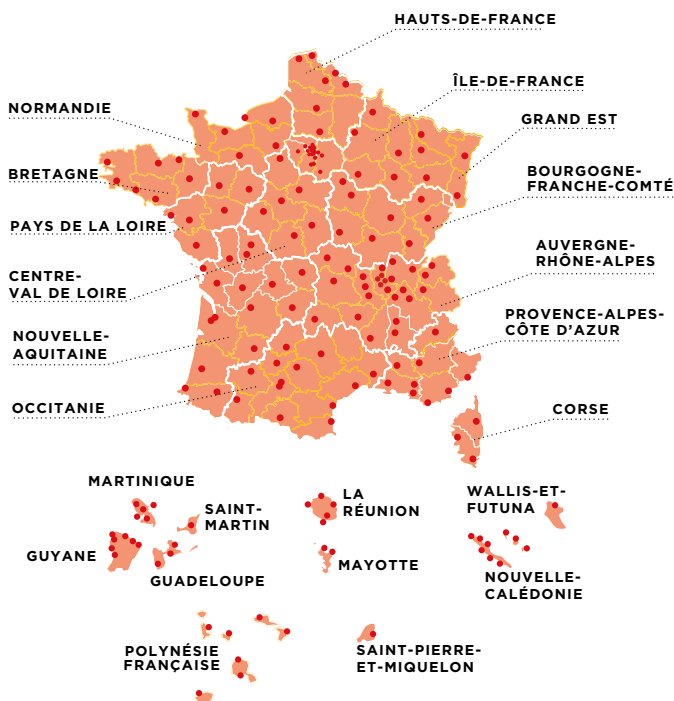 HAUTS-DE-FRANCE
ÎLE-DE-FRANCE
NORMANDIE
GRAND EST
BRETAGNE
BOURGOGNE-
FRANCHE-COMTÉ
PAYS DE LA LOIRE
AUVERGNE-
RHÔNE-ALPES
CENTRE-
VAL DE LOIRE
PROVENCE-ALPES-
CÔTE D'AZUR
NOUVELLE-
AQUITAINE
OCCITANIE
CORSE
MARTINIQUE
SAINT-
MARTIN
LA
RÉUNION
WALLIS-ET-
FUTUNA
GUYANE
GUADELOUPE
MAYOTTE
NOUVELLE-
CALÉDONIE
POLYNÉSIE
FRANÇAISE
SAINT-PIERRE-
ET-MIQUELON